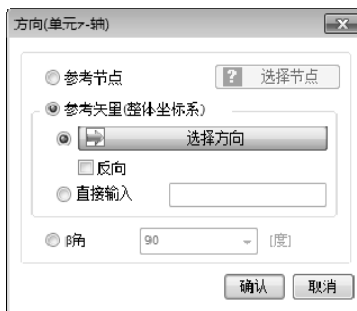 方向(单元z-轴)
参考节点
? 选择节点
参考矢量(整体坐标系)
选择方向
反向
直接输入
β角 90 [度]
确认 取消